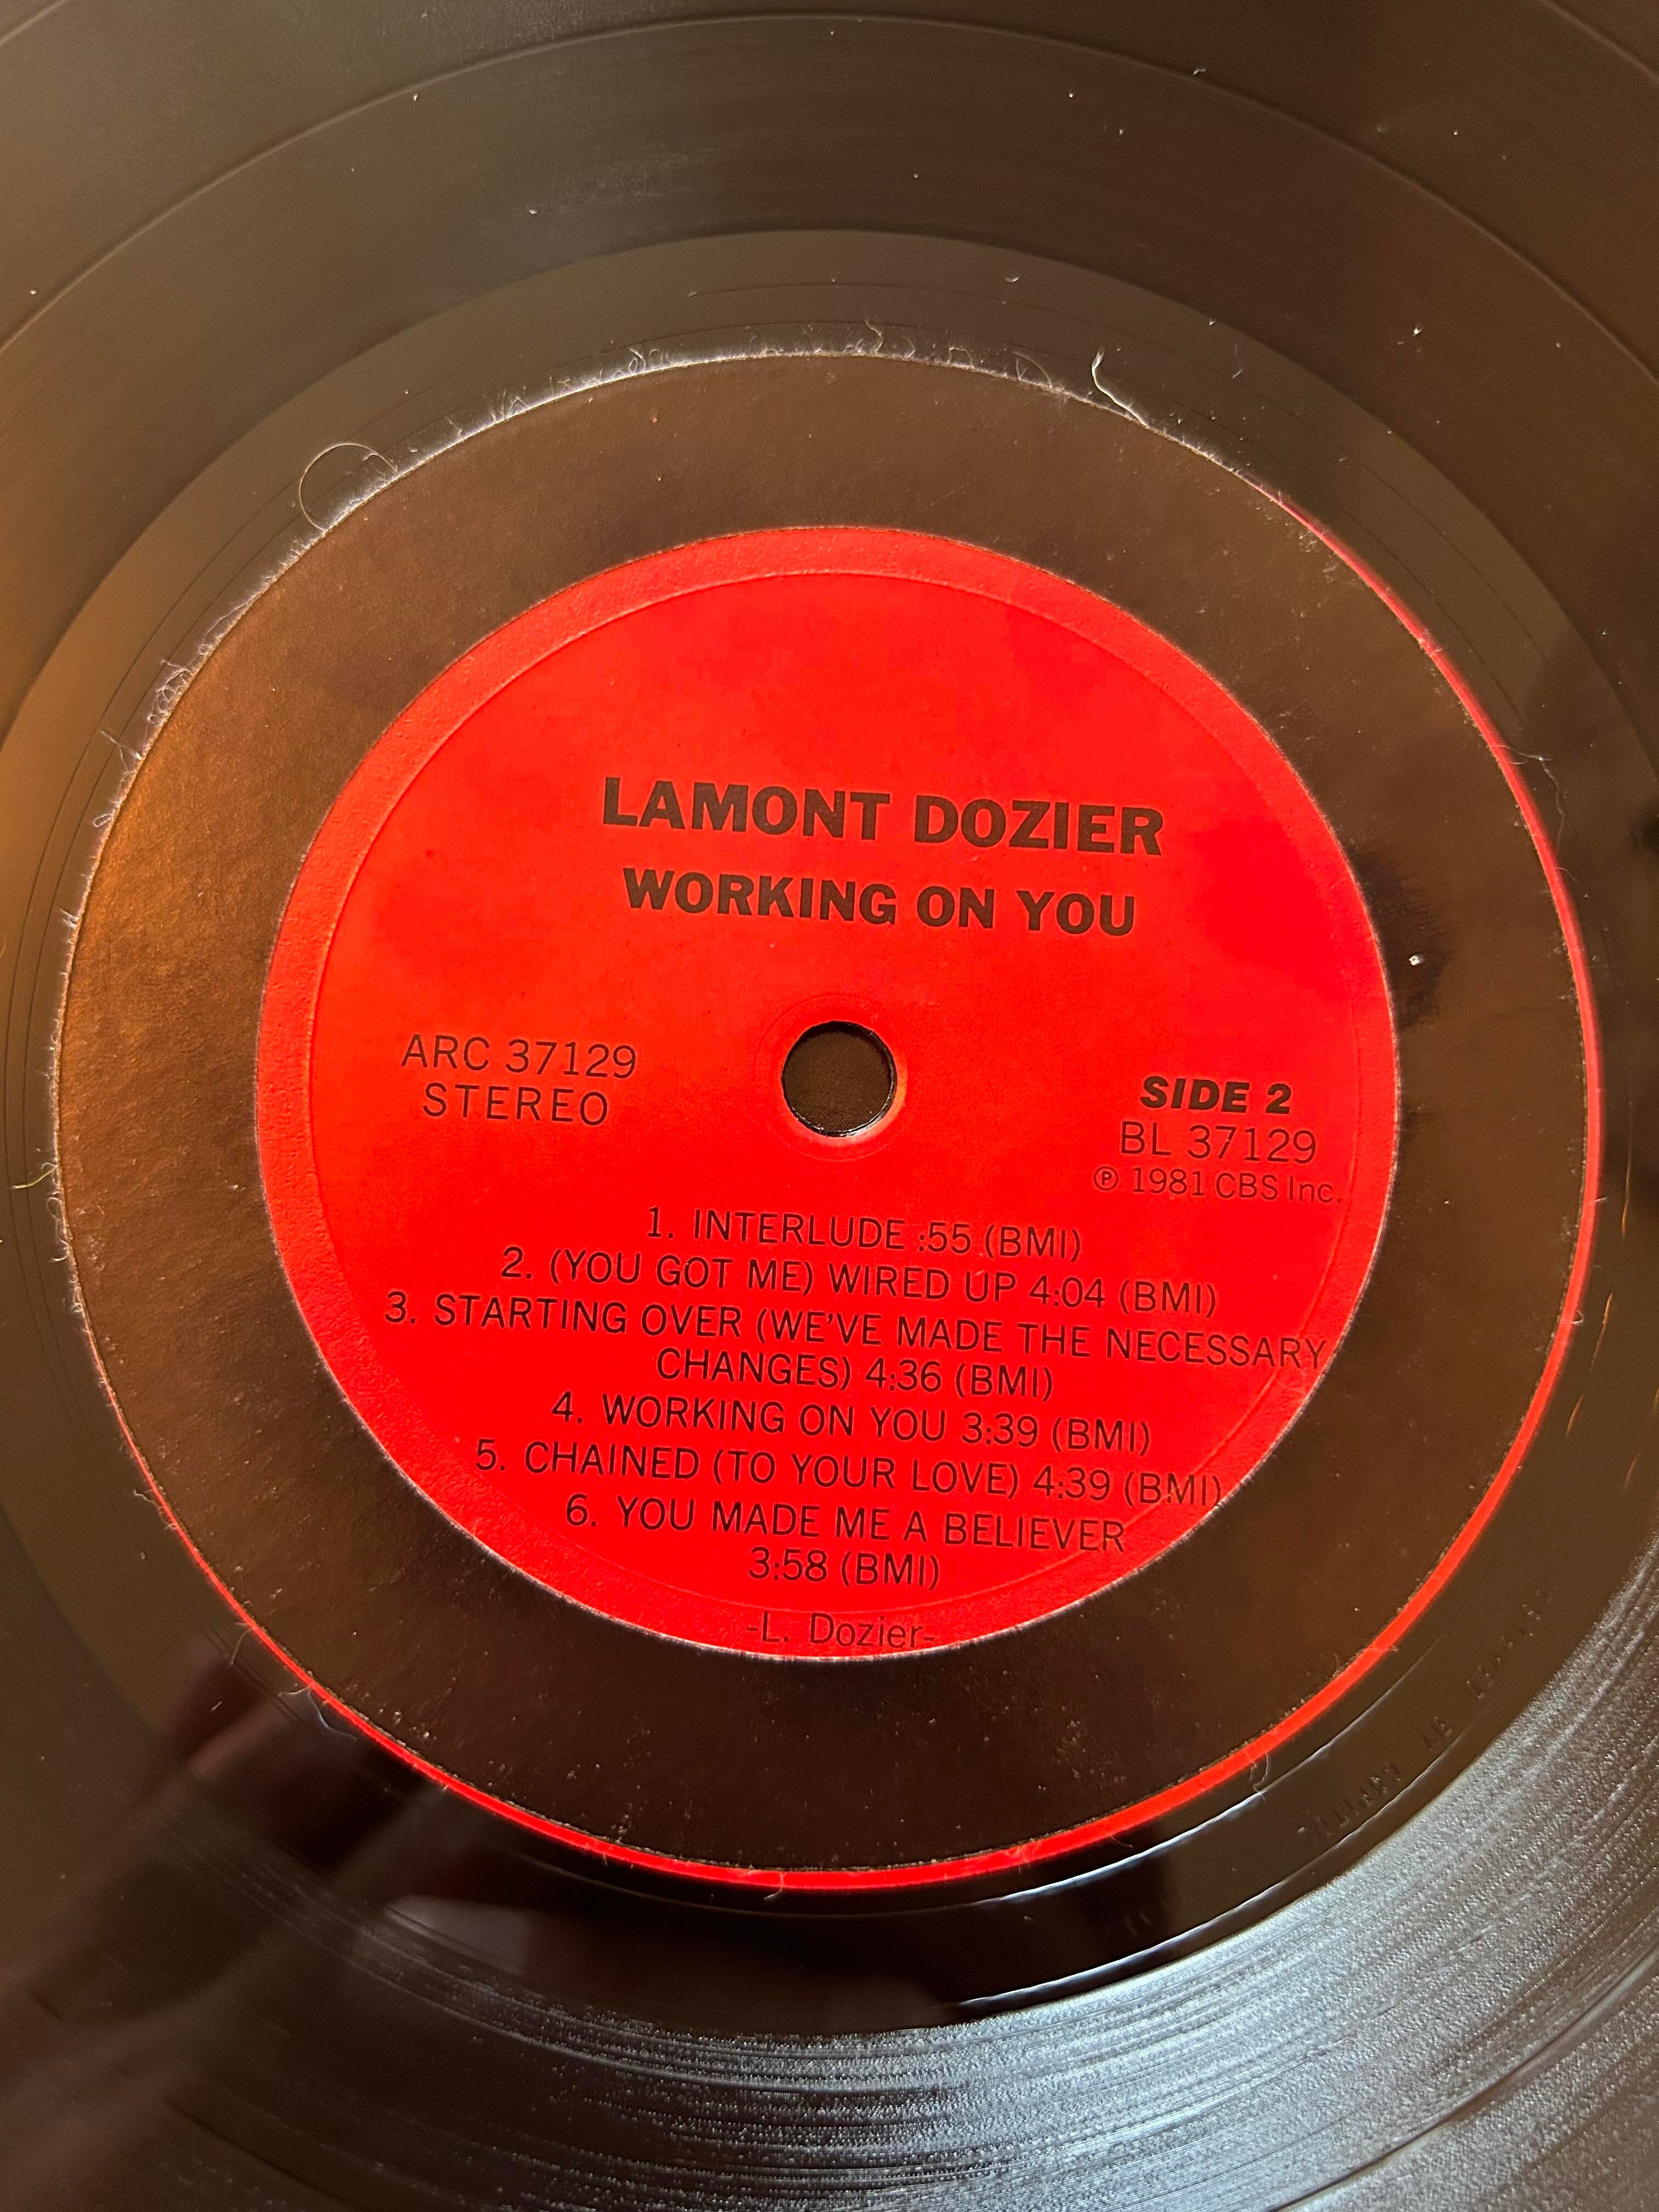 LAMONT DOZIER
WORKING ON YOU
ARC 37129
STEREO
SIDE 2
BL 37129
℗ 1981 CBS Inc.
1. INTERLUDE :55 (BMI)
2. (YOU GOT ME) WIRED UP 4:04 (BMI)
3. STARTING OVER (WE'VE MADE THE NECESSARY
CHANGES) 4:36 (BMI)
4. WORKING ON YOU 3:39 (BMI)
5. CHAINED (TO YOUR LOVE) 4:39 (BMI)
6. YOU MADE ME A BELIEVER
3:58 (BMI)
-L. Dozier-